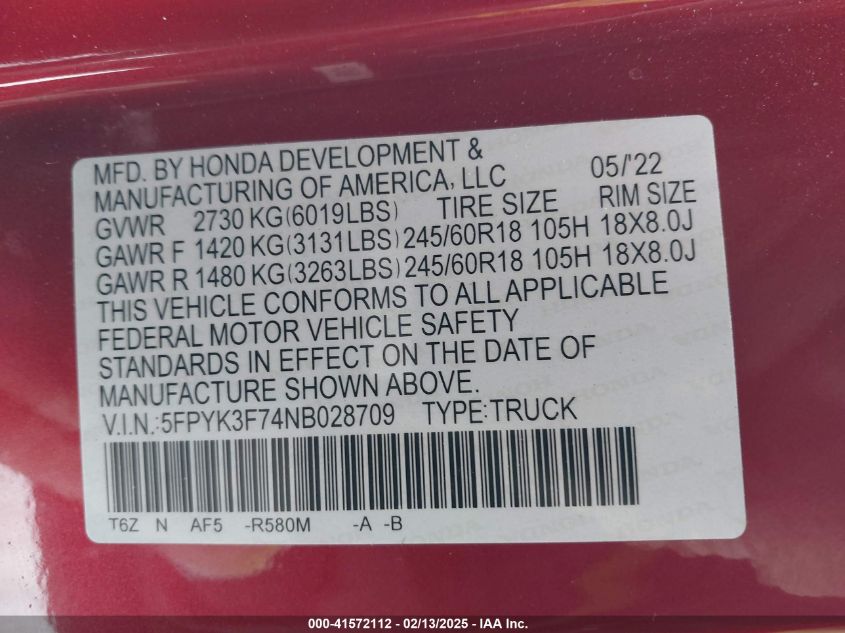 MFD. BY HONDA DEVELOPMENT &
MANUFACTURING OF AMERICA, LLC 05/'22
GVWR 2730 KG(6019LBS) TIRE SIZE RIM SIZE
GAWR F 1420 KG(3131LBS) 245/60R18 105H 18X8.0J
GAWR R 1480 KG(3263LBS) 245/60R18 105H 18X8.0J
THIS VEHICLE CONFORMS TO ALL APPLICABLE
FEDERAL MOTOR VEHICLE SAFETY
STANDARDS IN EFFECT ON THE DATE OF
MANUFACTURE SHOWN ABOVE.
V.I.N.:5FPYK3F74NB028709 TYPE:TRUCK
T6Z N AF5 -R580M -A -B
000-41572112 - 02/13/2025 - IAA Inc.